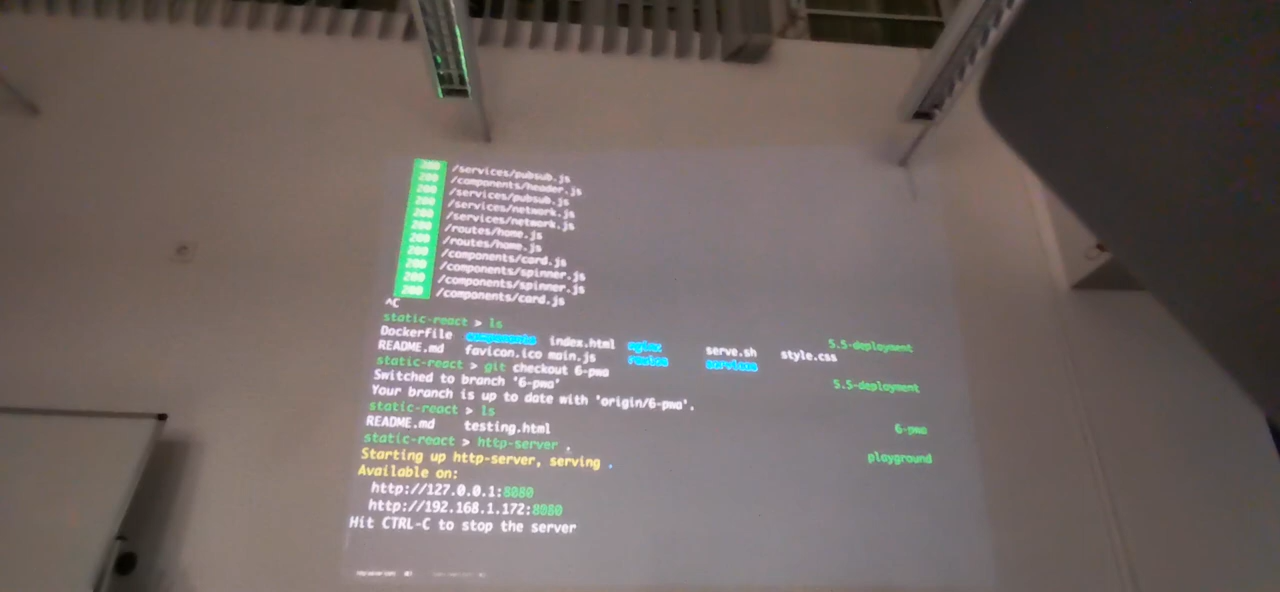 200 /services/pubsub.js
200 /components/header.js
200 /services/pubsub.js
200 /services/network.js
200 /services/network.js
200 /routes/home.js
200 /routes/home.js
200 /components/card.js
200 /components/spinner.js
200 /components/spinner.js
200 /components/card.js
^C
static-react > ls 5.5-deployment
Dockerfile components index.html nginx serve.sh style.css
README.md favicon.ico main.js routes services
static-react > git checkout 6-pwa 5.5-deployment
Switched to branch '6-pwa'
Your branch is up to date with 'origin/6-pwa'.
static-react > ls 6-pwa
README.md testing.html
static-react > http-server . playground
Starting up http-server, serving .
Available on:
http://127.0.0.1:8080
http://192.168.1.172:8080
Hit CTRL-C to stop the server